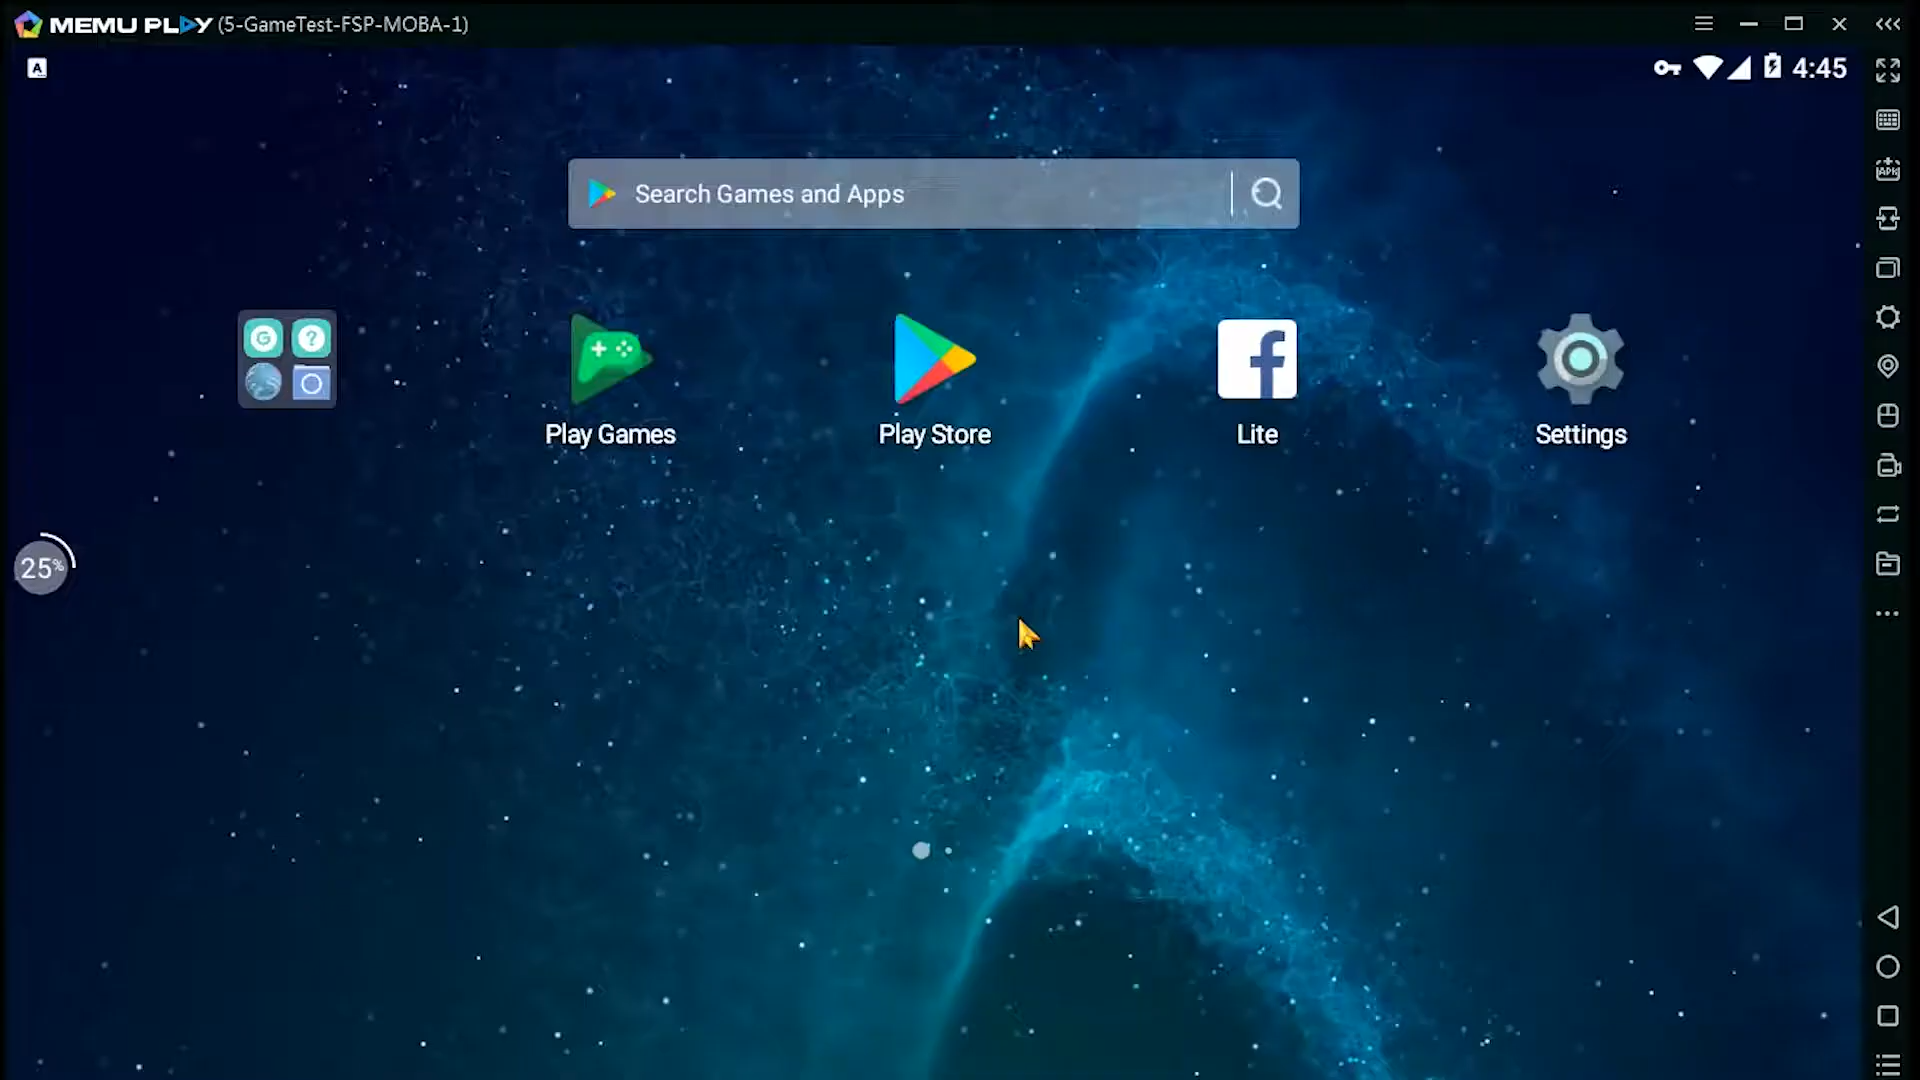 MEMU PLAY (5-GameTest-FSP-MOBA-1)
A
4:45
Search Games and Apps
G
?
Play Games
Play Store
Lite
Settings
25%
APK